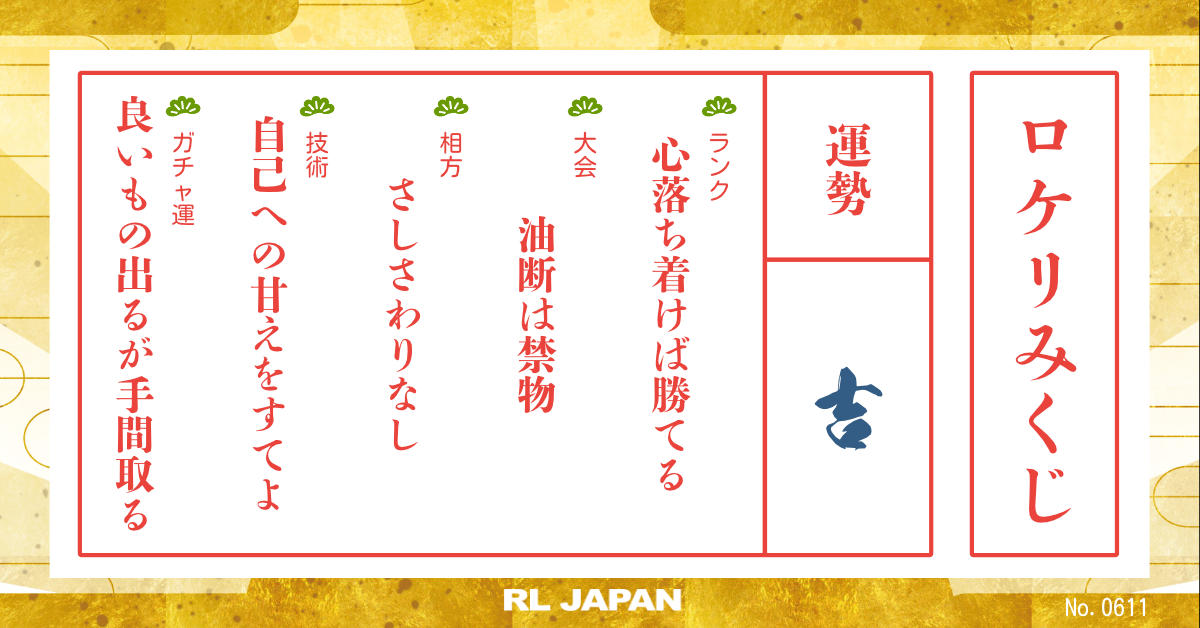 ロケリみくじ
運勢
吉
ランク
心落ち着けば勝てる
大会
油断は禁物
相方
さしさわりなし
技術
自己への甘えをすてよ
ガチャ運
良いもの出るが手間取る
RL JAPAN
No. 0611